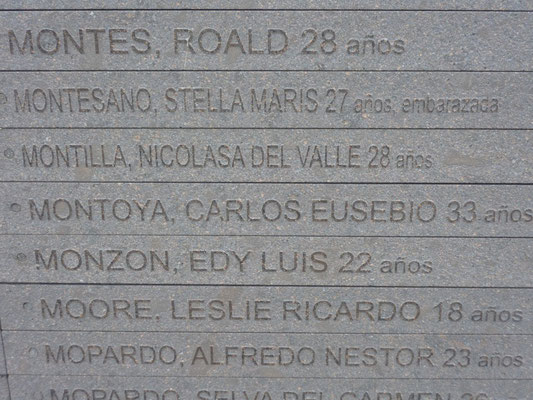 MONTES, ROALD 28 años
MONTESANO, STELLA MARIS 27 años, embarazada
MONTILLA, NICOLASA DEL VALLE 28 años
MONTOYA, CARLOS EUSEBIO 33 años
MONZON, EDY LUIS 22 años
MOORE, LESLIE RICARDO 18 años
MOPARDO, ALFREDO NESTOR 23 años
MOPARDO, SELVA DEL CARMEN